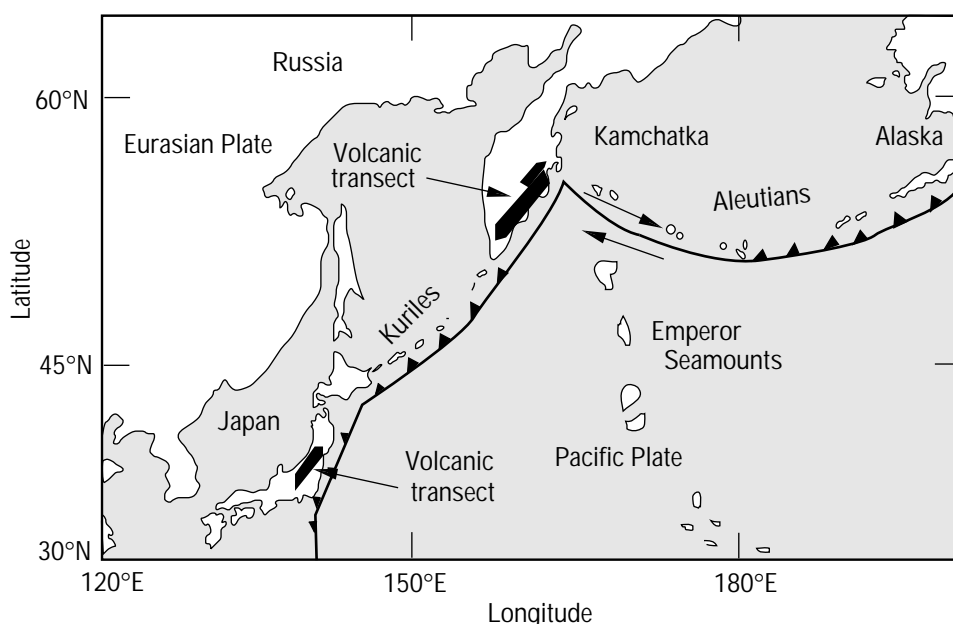 Russia
60°N
Kamchatka
Alaska
Eurasian Plate
Volcanic
transect
Aleutians
Latitude
Kuriles
Emperor
Seamounts
45°N
Japan
Pacific Plate
Volcanic
transect
30°N
120°E
150°E
180°E
Longitude